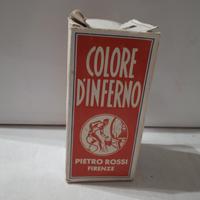 COLORE
D'INFERNO
PIETRO ROSSI
FIRENZE